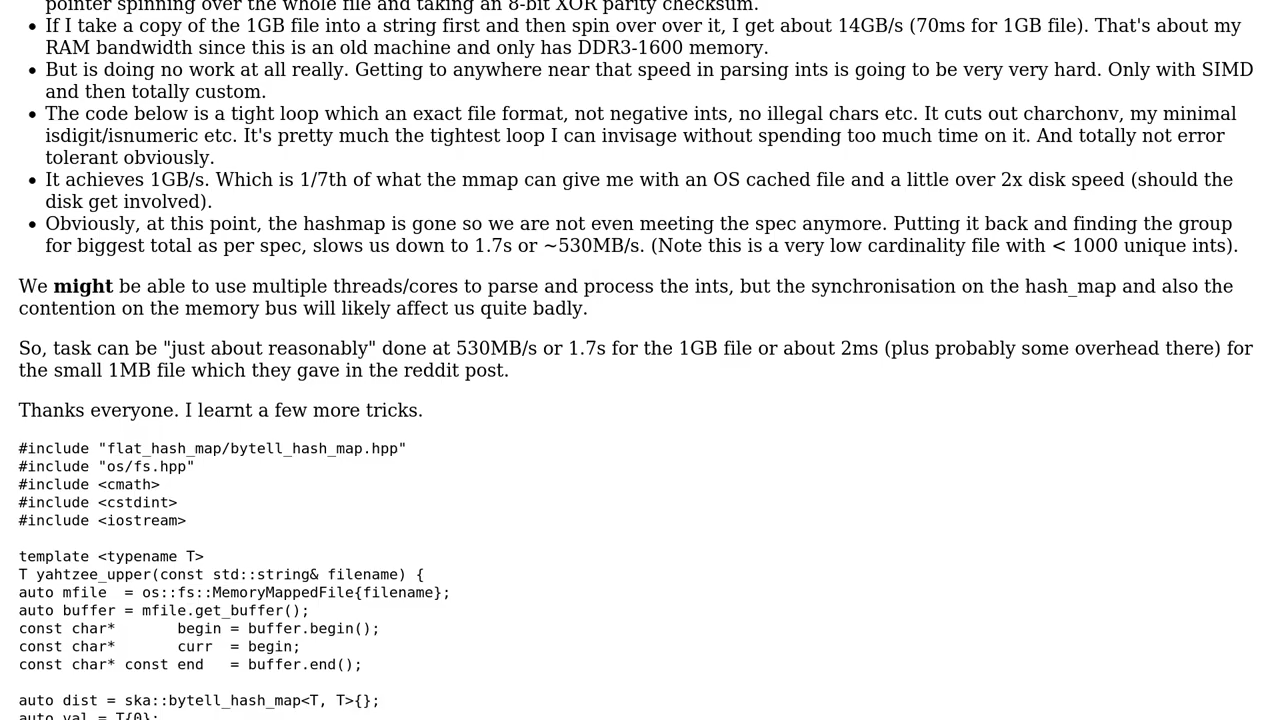 pointer spinning over the whole file and taking an 8-bit XOR parity checksum.
• If I take a copy of the 1GB file into a string first and then spin over over it, I get about 14GB/s (70ms for 1GB file). That's about my
RAM bandwidth since this is an old machine and only has DDR3-1600 memory.
• But is doing no work at all really. Getting to anywhere near that speed in parsing ints is going to be very very hard. Only with SIMD
and then totally custom.
• The code below is a tight loop which an exact file format, not negative ints, no illegal chars etc. It cuts out charchonv, my minimal
isdigit/isnumeric etc. It's pretty much the tightest loop I can invisage without spending too much time on it. And totally not error
tolerant obviously.
• It achieves 1GB/s. Which is 1/7th of what the mmap can give me with an OS cached file and a little over 2x disk speed (should the
disk get involved).
• Obviously, at this point, the hashmap is gone so we are not even meeting the spec anymore. Putting it back and finding the group
for biggest total as per spec, slows us down to 1.7s or ~530MB/s. (Note this is a very low cardinality file with < 1000 unique ints).
We might be able to use multiple threads/cores to parse and process the ints, but the synchronisation on the hash_map and also the
contention on the memory bus will likely affect us quite badly.
So, task can be "just about reasonably" done at 530MB/s or 1.7s for the 1GB file or about 2ms (plus probably some overhead there) for
the small 1MB file which they gave in the reddit post.
Thanks everyone. I learnt a few more tricks.
#include "flat_hash_map/bytell_hash_map.hpp"
#include "os/fs.hpp"
#include <cmath>
#include <cstdint>
#include <iostream>
template <typename T>
T yahtzee_upper(const std::string& filename) {
auto mfile  = os::fs::MemoryMappedFile{filename};
auto buffer = mfile.get_buffer();
const char*       begin = buffer.begin();
const char*       curr  = begin;
const char* const end   = buffer.end();
auto dist = ska::bytell_hash_map<T, T>{};
auto val = T{0};